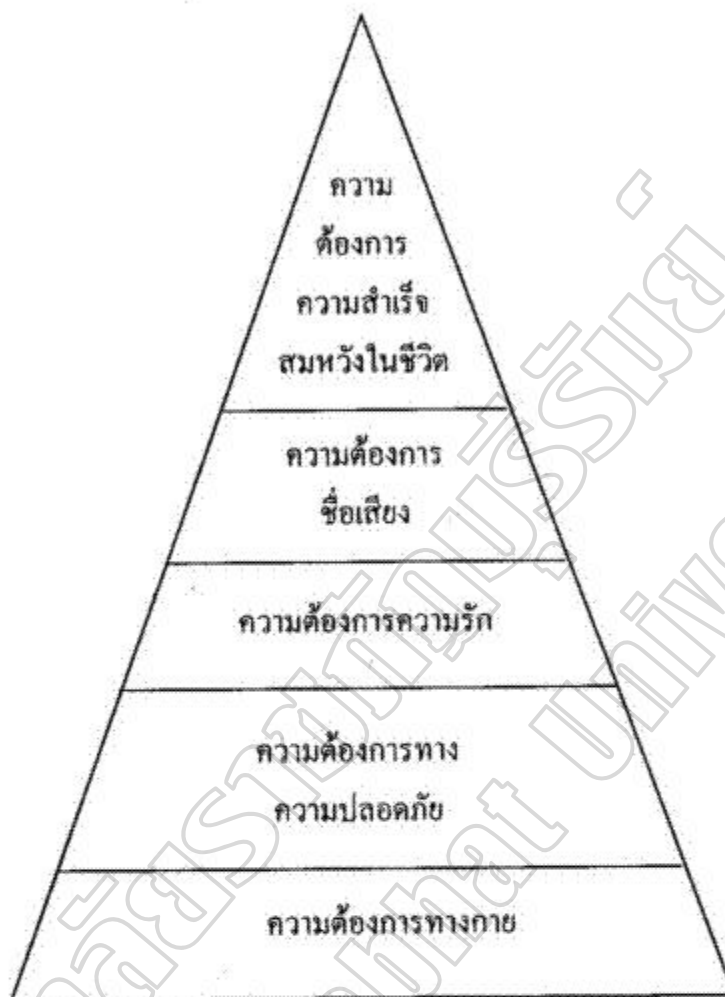 ความ
ต้องการ
ความสำเร็จ
สมหวังในชีวิต
ความต้องการ
ชื่อเสียง
ความต้องการความรัก
ความต้องการทาง
ความปลอดภัย
ความต้องการทางกาย